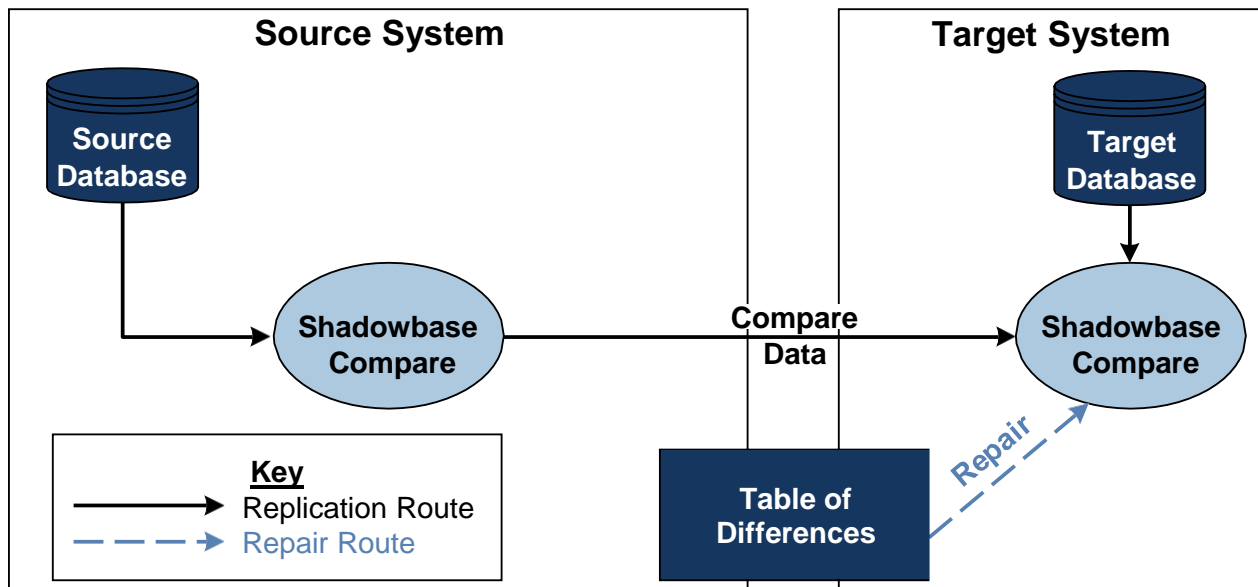 Source System
Target System
Source
Database
Target
Database
Shadowbase
Compare
Compare
Data
Shadowbase
Compare
Key
Replication Route
Repair Route
Table of
Differences
Repair